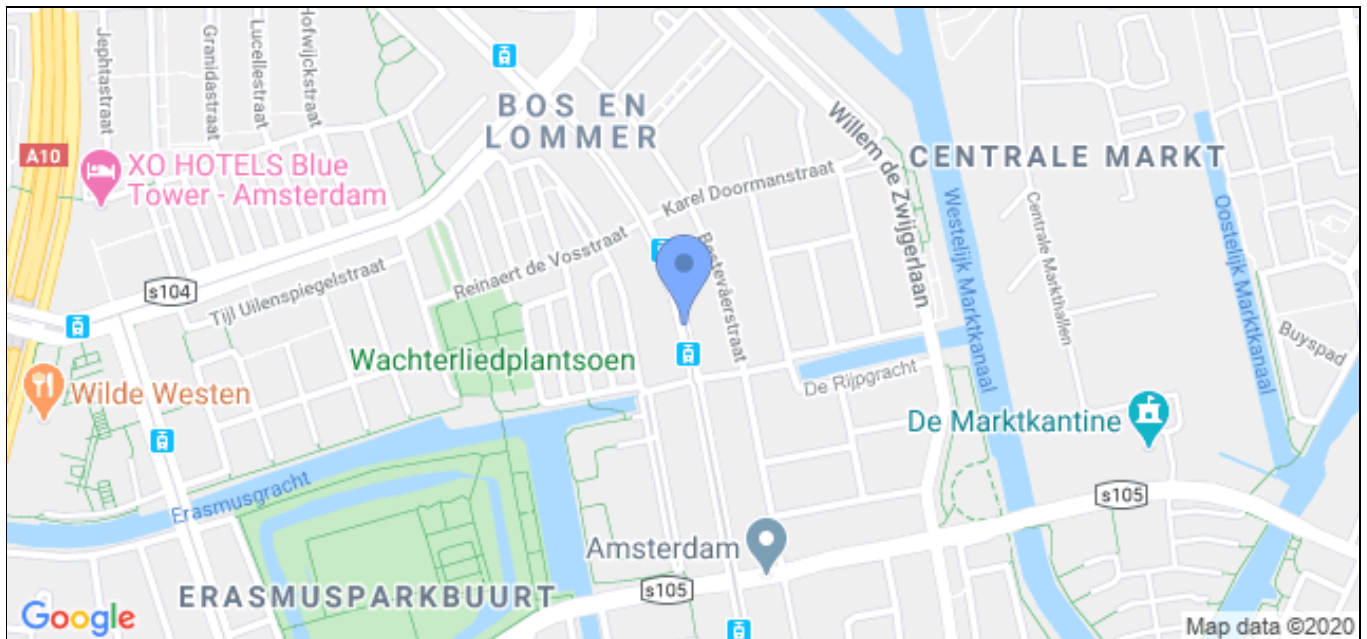 Jephtastraat
Granidastraat
Lucellestraat
Hofwijckstraat
BOS EN
LOMMER
A10
XO HOTELS Blue
Tower - Amsterdam
Willem de Zwijgerlaan
CENTRALE MARKT
Karel Doormanstraat
Reinaert de Vosstraat
Westelijk Marktkanaal
Centrale Markthallen
Oostelijk Marktkanaal
s104
Tijl Uilenspiegelstraat
Buyspad
Wachterliedplantsoen
De Rijpgracht
Wilde Westen
De Marktkantine
Erasmusgracht
s105
Amsterdam
ERASMUSPARKBUURT
s105
Google
Map data ©2020